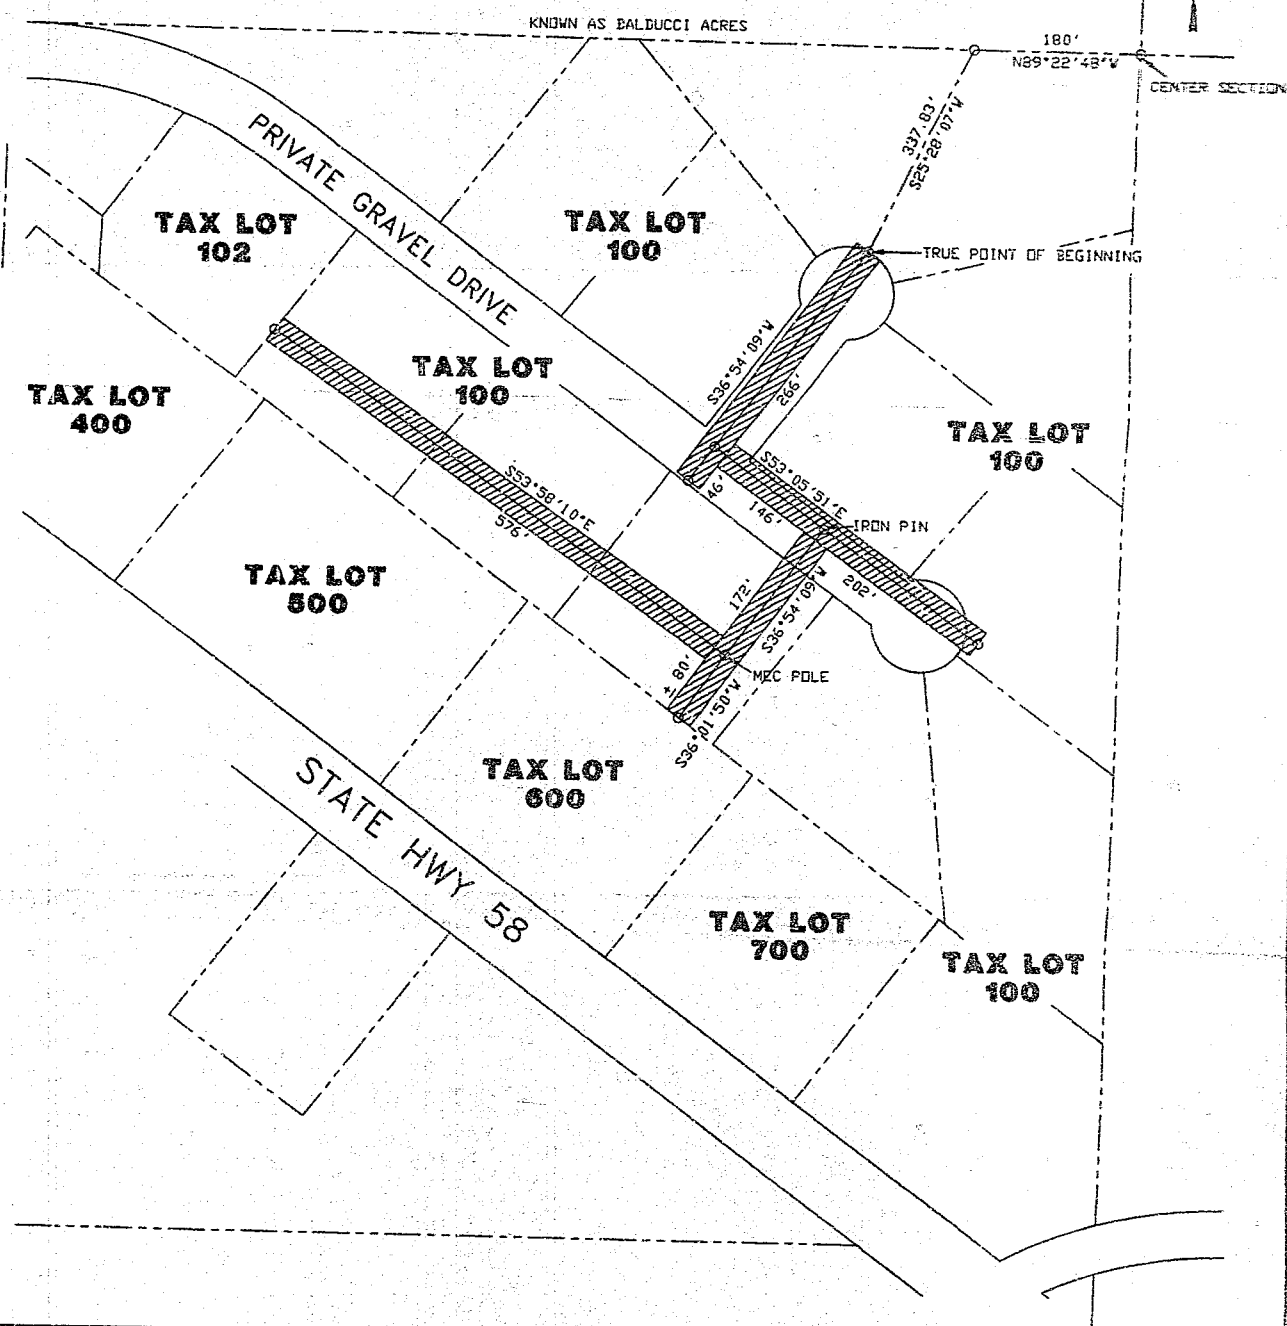 KNOWN AS BALDUCCI ACRES
180'
N89°22'48"W
CENTER SECTION
337.83'
S25°28'07"W
PRIVATE GRAVEL DRIVE
TAX LOT
102
TAX LOT
100
TRUE POINT OF BEGINNING
S36°54'09"W
266'
TAX LOT
100
TAX LOT
400
TAX LOT
100
S53°05'51"E
46'
146'
IRON PIN
S53°58'10"E
576'
202'
172'
S36°54'09"W
TAX LOT
500
+/- 80'
MEC POLE
S36°01'50"W
TAX LOT
600
STATE HWY 58
TAX LOT
700
TAX LOT
100